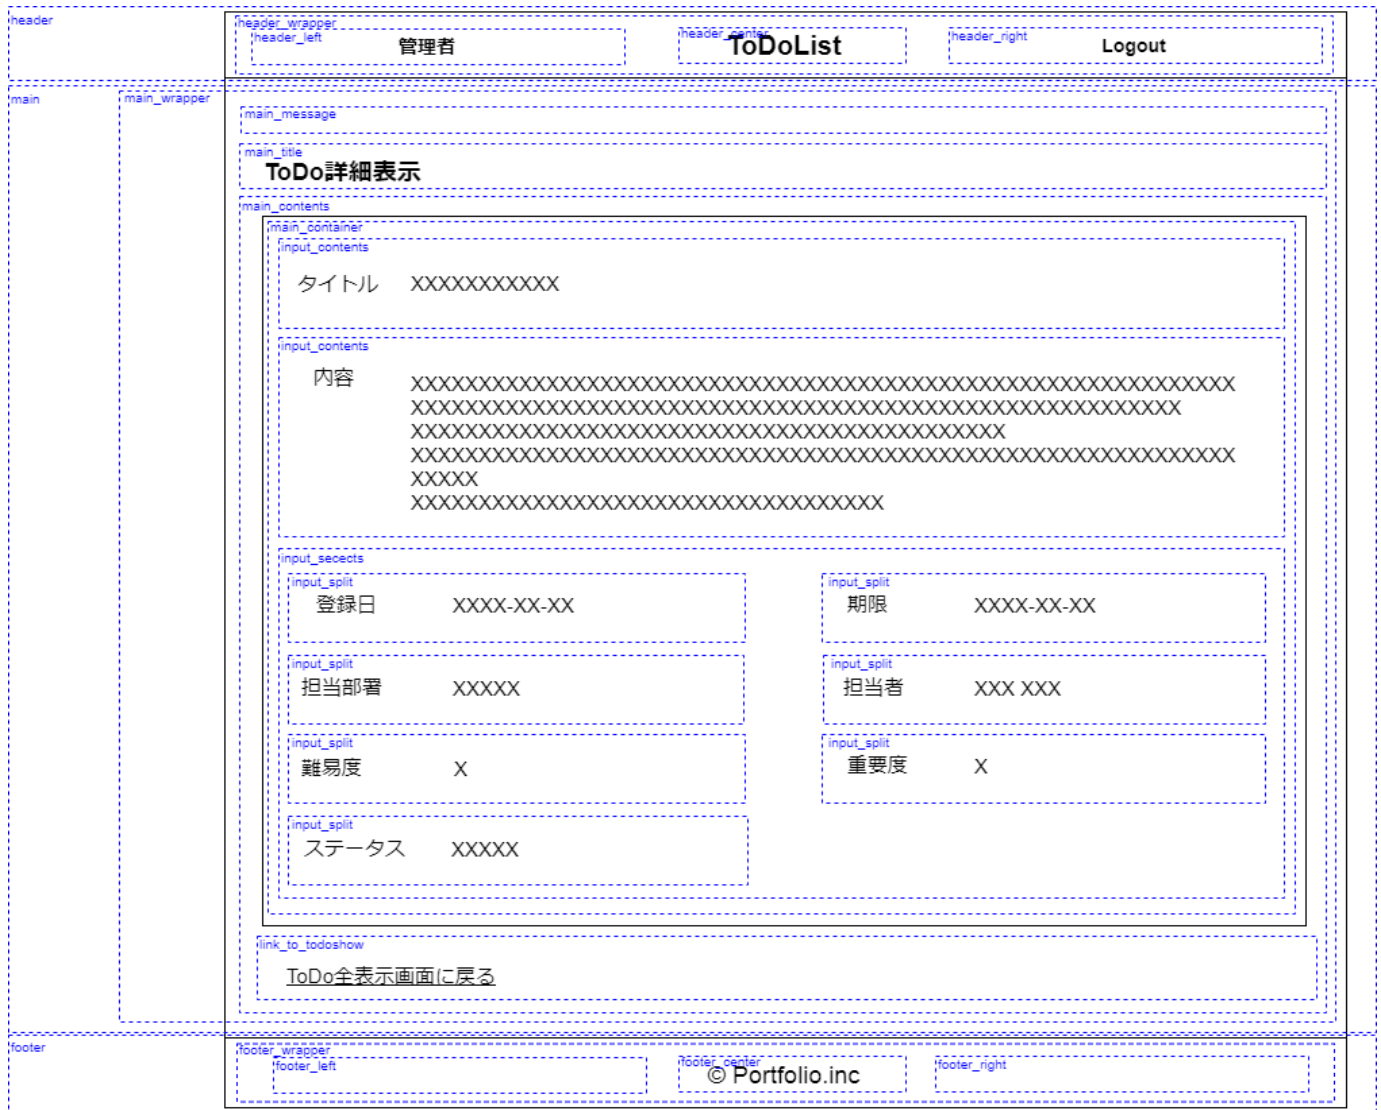 header
header_wrapper
header_left
管理者
header_center
ToDoList
header_right
Logout
main
main_wrapper
main_message
main_title
ToDo詳細表示
main_contents
main_container
input_contents
タイトル XXXXXXXXXXX
input_contents
内容
XXXXXXXXXXXXXXXXXXXXXXXXXXXXXXXXXXXXXXXXXXXXXXXXXXXXXXXXXXXXX
XXXXXXXXXXXXXXXXXXXXXXXXXXXXXXXXXXXXXXXXXXXXXXXXXXXXXXXXX
XXXXXXXXXXXXXXXXXXXXXXXXXXXXXXXXXXXXXXXXXXXX
XXXXXXXXXXXXXXXXXXXXXXXXXXXXXXXXXXXXXXXXXXXXXXXXXXXXXXXXXXXXX
XXXXX
XXXXXXXXXXXXXXXXXXXXXXXXXXXXXXXXXXX
input_secects
input_split
登録日 XXXX-XX-XX
input_split
期限 XXXX-XX-XX
input_split
担当部署 XXXXX
input_split
担当者 XXX XXX
input_split
難易度 X
input_split
重要度 X
input_split
ステータス XXXXX
link_to_todoshow
ToDo全表示画面に戻る
footer
footer_wrapper
footer_left
footer_center
© Portfolio.inc
footer_right